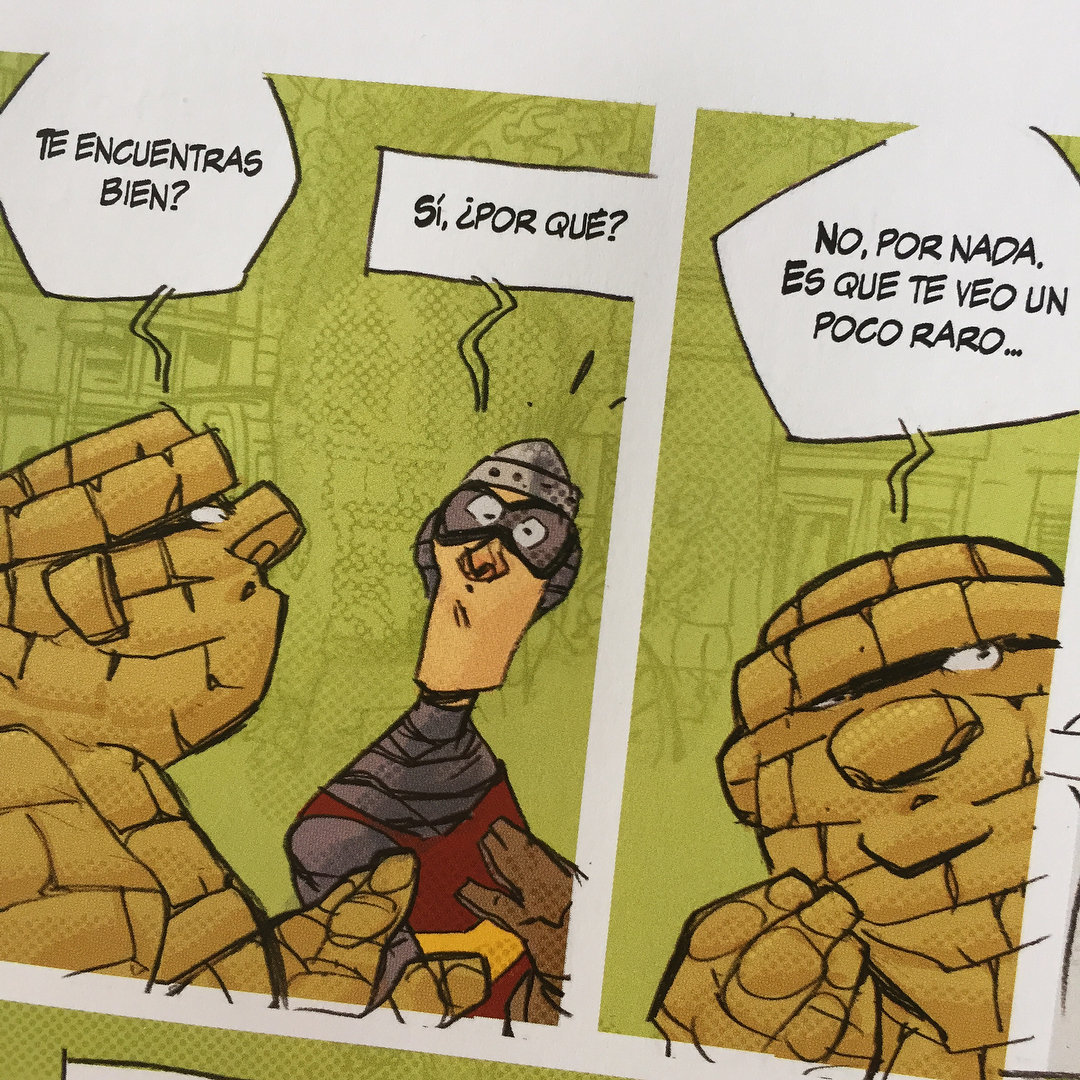 TE ENCUENTRAS
BIEN?
SÍ, ¿POR QUÉ?
NO, POR NADA.
ES QUE TE VEO UN
POCO RARO...